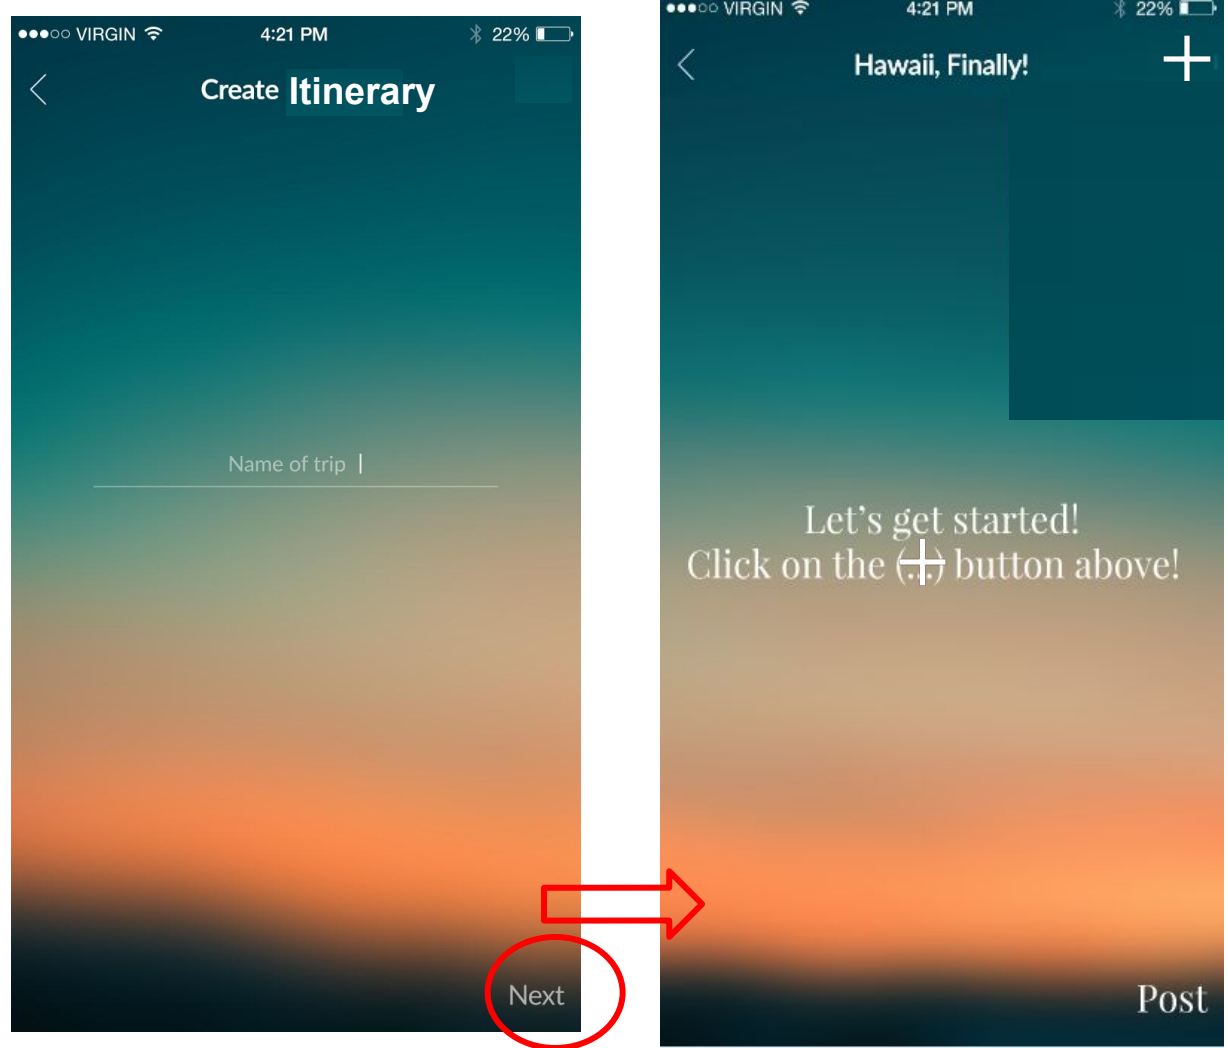 VIRGIN 4:21 PM 22%
Create Itinerary
Name of trip
Next
VIRGIN 4:21 PM 22%
Hawaii, Finally!
Let's get started!
Click on the (...) button above!
Post